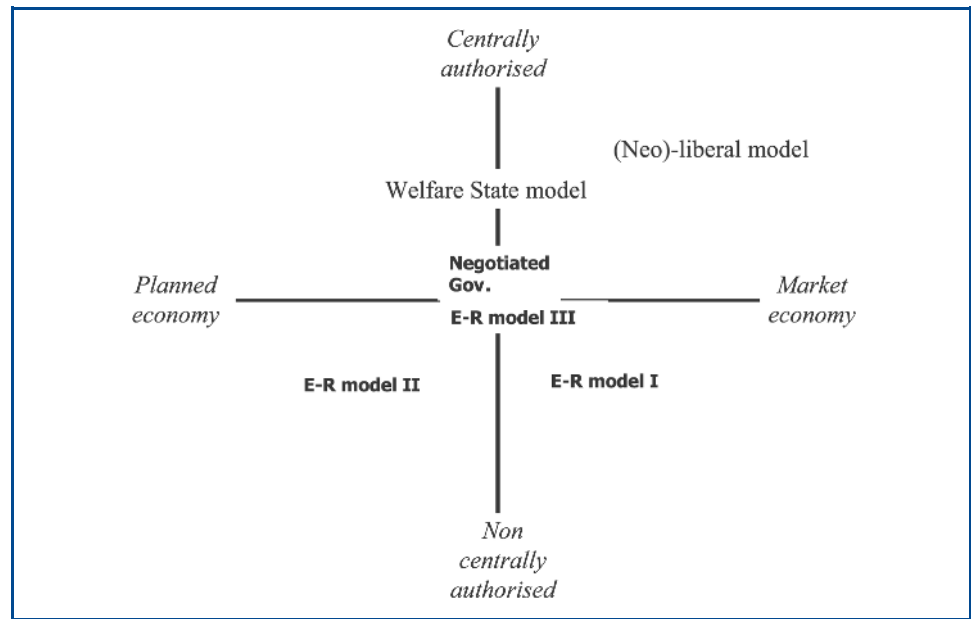 Centrally
authorised
(Neo)-liberal model
Welfare State model
Negotiated
Gov.
Planned
economy
Market
economy
E-R model III
E-R model II
E-R model I
Non
centrally
authorised